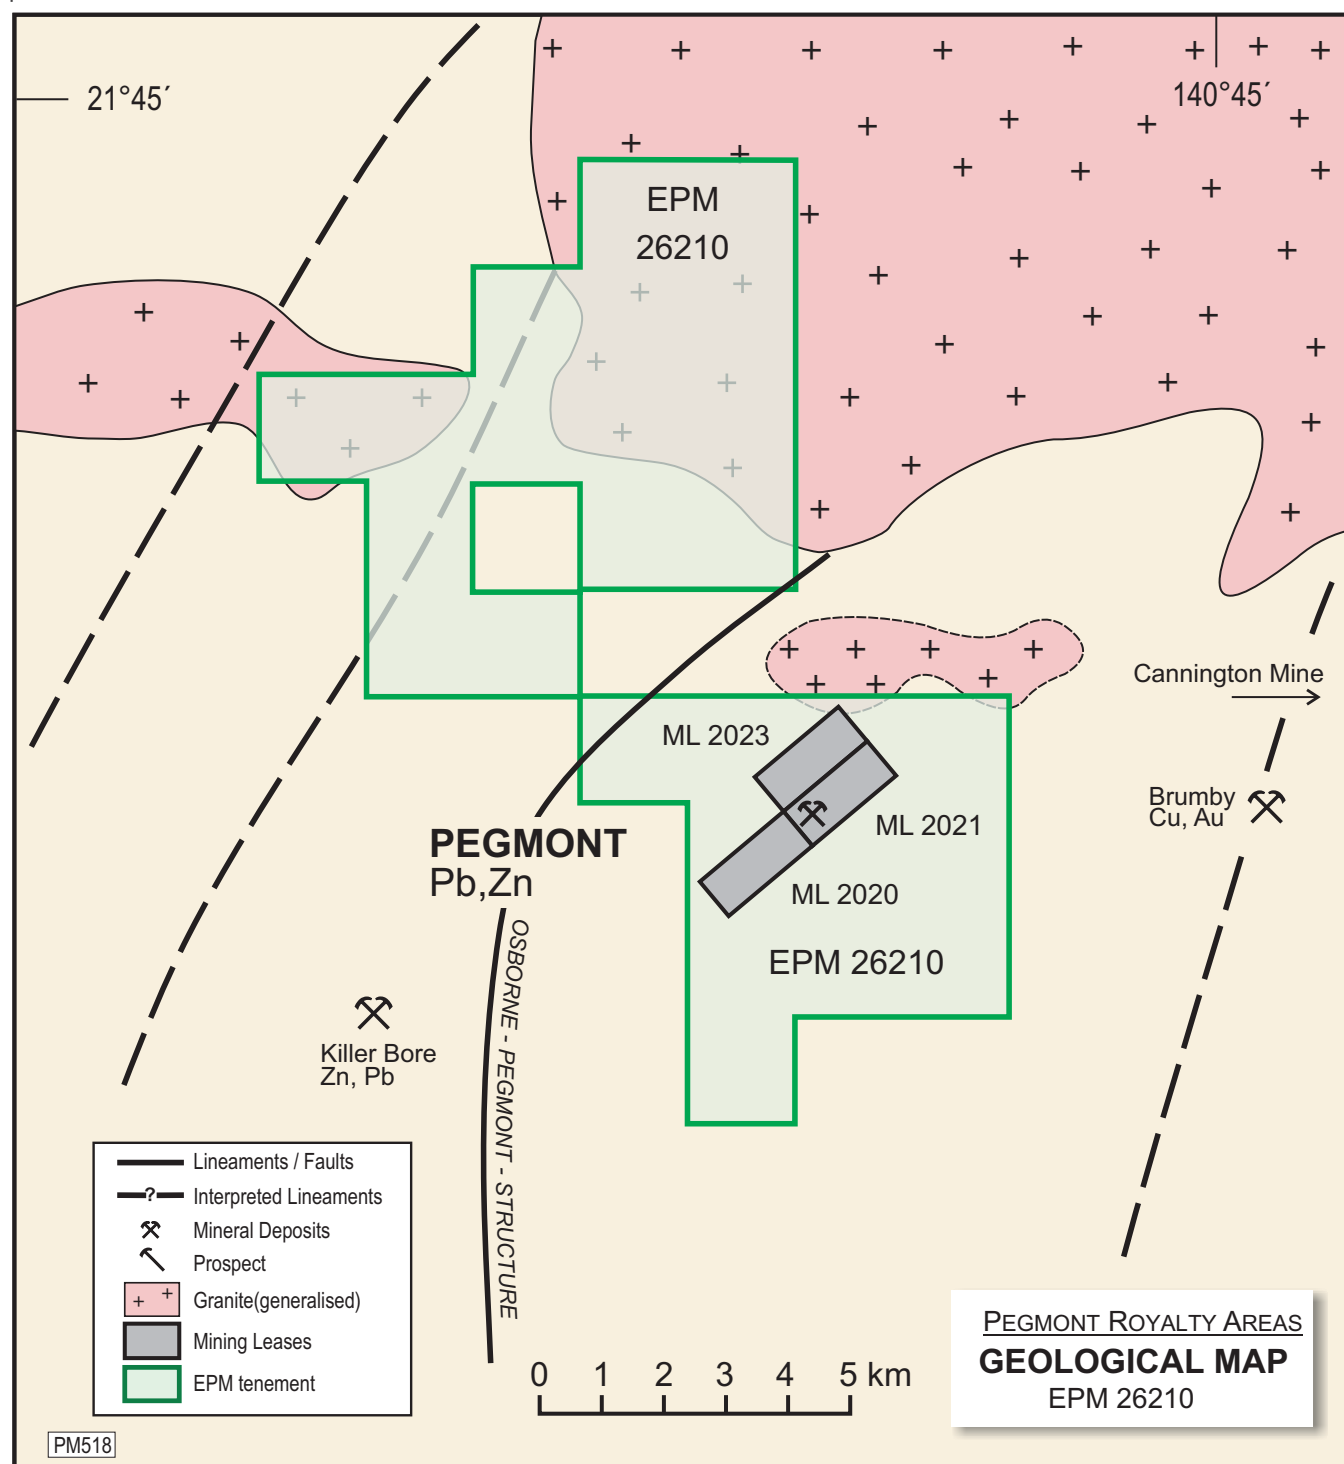 21°45´
140°45´
EPM
26210
Cannington Mine
ML 2023
Brumby
Cu, Au
ML 2021
PEGMONT
Pb,Zn
ML 2020
EPM 26210
OSBORNE - PEGMONT - STRUCTURE
Killer Bore
Zn, Pb
Lineaments / Faults
?
Interpreted Lineaments
Mineral Deposits
Prospect
Granite(generalised)
Mining Leases
EPM tenement
0 1 2 3 4 5 km
PEGMONT ROYALTY AREAS
GEOLOGICAL MAP
EPM 26210
PM518